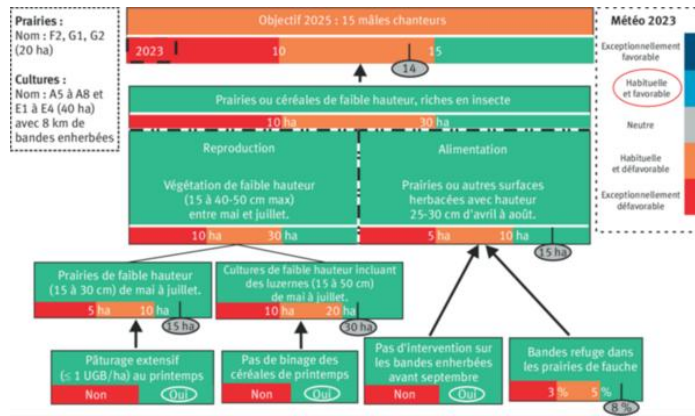 Prairies :
Nom : F2, G1, G2
(20 ha)
Cultures :
Nom : A5 à A8 et
E1 à E4 (40 ha)
avec 8 km de
bandes enherbées
Objectif 2025 : 15 mâles chanteurs
2023 10 15
14
Prairies ou céréales de faible hauteur, riches en insecte
10 ha 30 ha
Reproduction
Végétation de faible hauteur
(15 à 40-50 cm max)
entre mai et juillet.
10 ha 30 ha
Alimentation
Prairies ou autres surfaces
herbacées avec hauteur
25-30 cm d'avril à août.
5 ha 10 ha
15 ha
Prairies de faible hauteur
(15 à 30 cm) de mai à juillet.
5 ha 10 ha
15 ha
Cultures de faible hauteur incluant
des luzernes (15 à 50 cm)
de mai à juillet.
10 ha 20 ha
30 ha
Pâturage extensif
(≤ 1 UGB/ha) au printemps
Non Oui
Pas de binage des
céréales de printemps
Non Oui
Pas d'intervention sur
les bandes enherbées
avant septembre
Non Oui
Bandes refuge dans
les prairies de fauche
3 % 5 %
8 %
Météo 2023
Exceptionnellement
favorable
Habituelle
et favorable
Neutre
Habituelle
et défavorable
Exceptionnellement
défavorable